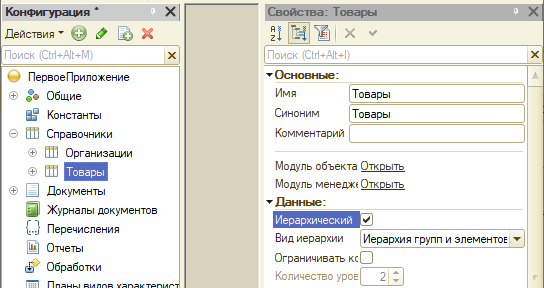 Конфигурация *
Действия
Поиск (Ctrl+Alt+M)
ПервоеПриложение
Общие
Константы
Справочники
Организации
Товары
Документы
Журналы документов
Перечисления
Отчеты
Обработки
Планы видов характерист
Свойства: Товары
Поиск (Ctrl+Alt+I)
Основные:
Имя Товары
Синоним Товары
Комментарий
Модуль объекта Открыть
Модуль менедже Открыть
Данные:
Иерархический
Вид иерархии Иерархия групп и элементов
Ограничивать ко
Количество уров 2